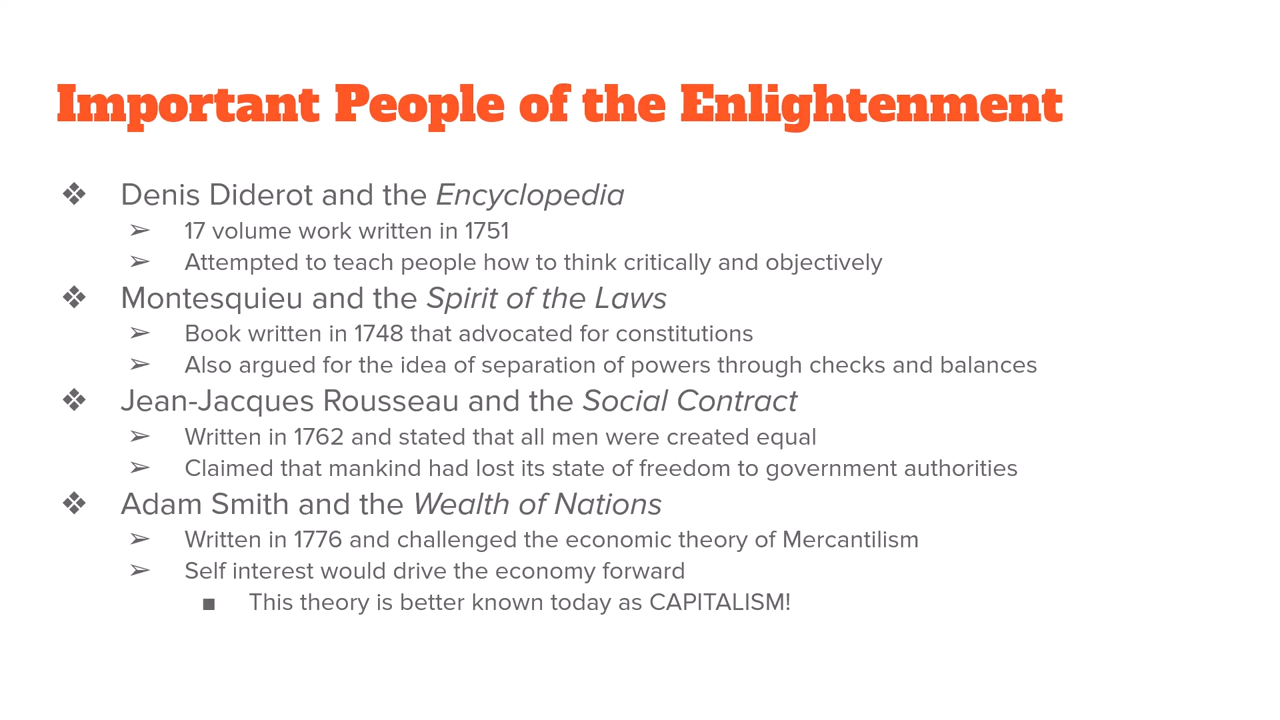 Important People of the Enlightenment
❖ Denis Diderot and the Encyclopedia
➢ 17 volume work written in 1751
➢ Attempted to teach people how to think critically and objectively
❖ Montesquieu and the Spirit of the Laws
➢ Book written in 1748 that advocated for constitutions
➢ Also argued for the idea of separation of powers through checks and balances
❖ Jean-Jacques Rousseau and the Social Contract
➢ Written in 1762 and stated that all men were created equal
➢ Claimed that mankind had lost its state of freedom to government authorities
❖ Adam Smith and the Wealth of Nations
➢ Written in 1776 and challenged the economic theory of Mercantilism
➢ Self interest would drive the economy forward
■ This theory is better known today as CAPITALISM!